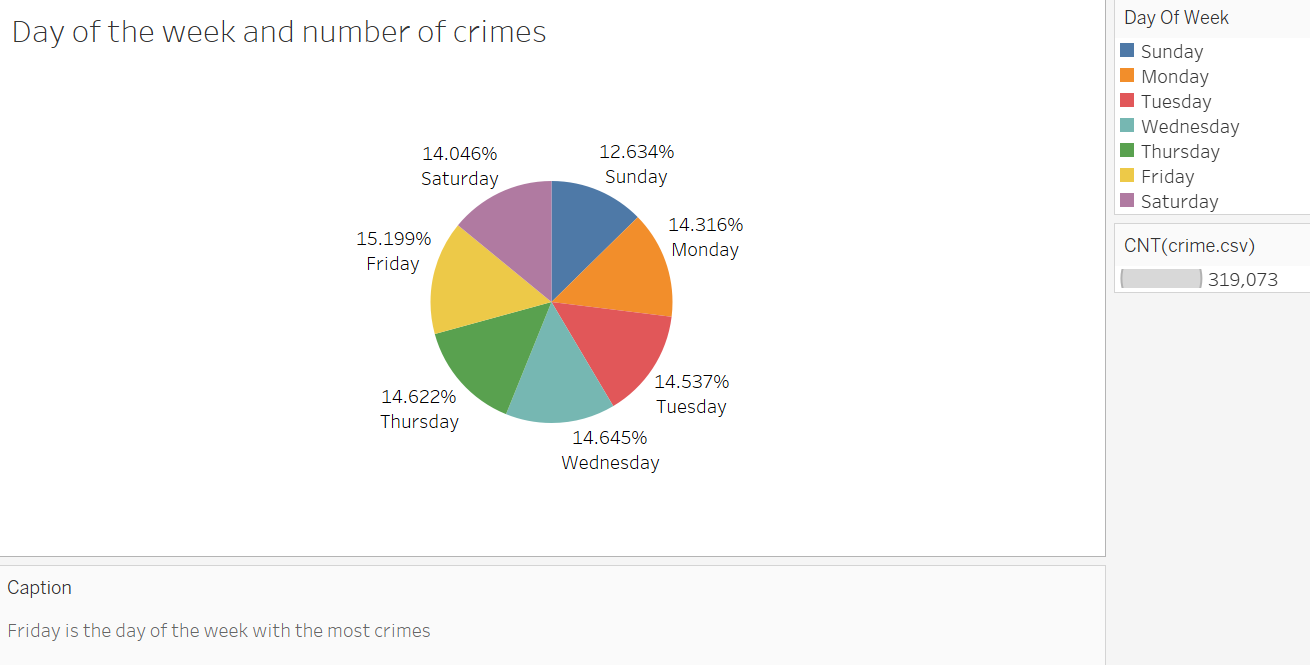 Day of the week and number of crimes
14.046%
Saturday
12.634%
Sunday
15.199%
Friday
14.316%
Monday
14.622%
Thursday
14.537%
Tuesday
14.645%
Wednesday
Day Of Week
Sunday
Monday
Tuesday
Wednesday
Thursday
Friday
Saturday
CNT(crime.csv)
319,073
Caption
Friday is the day of the week with the most crimes